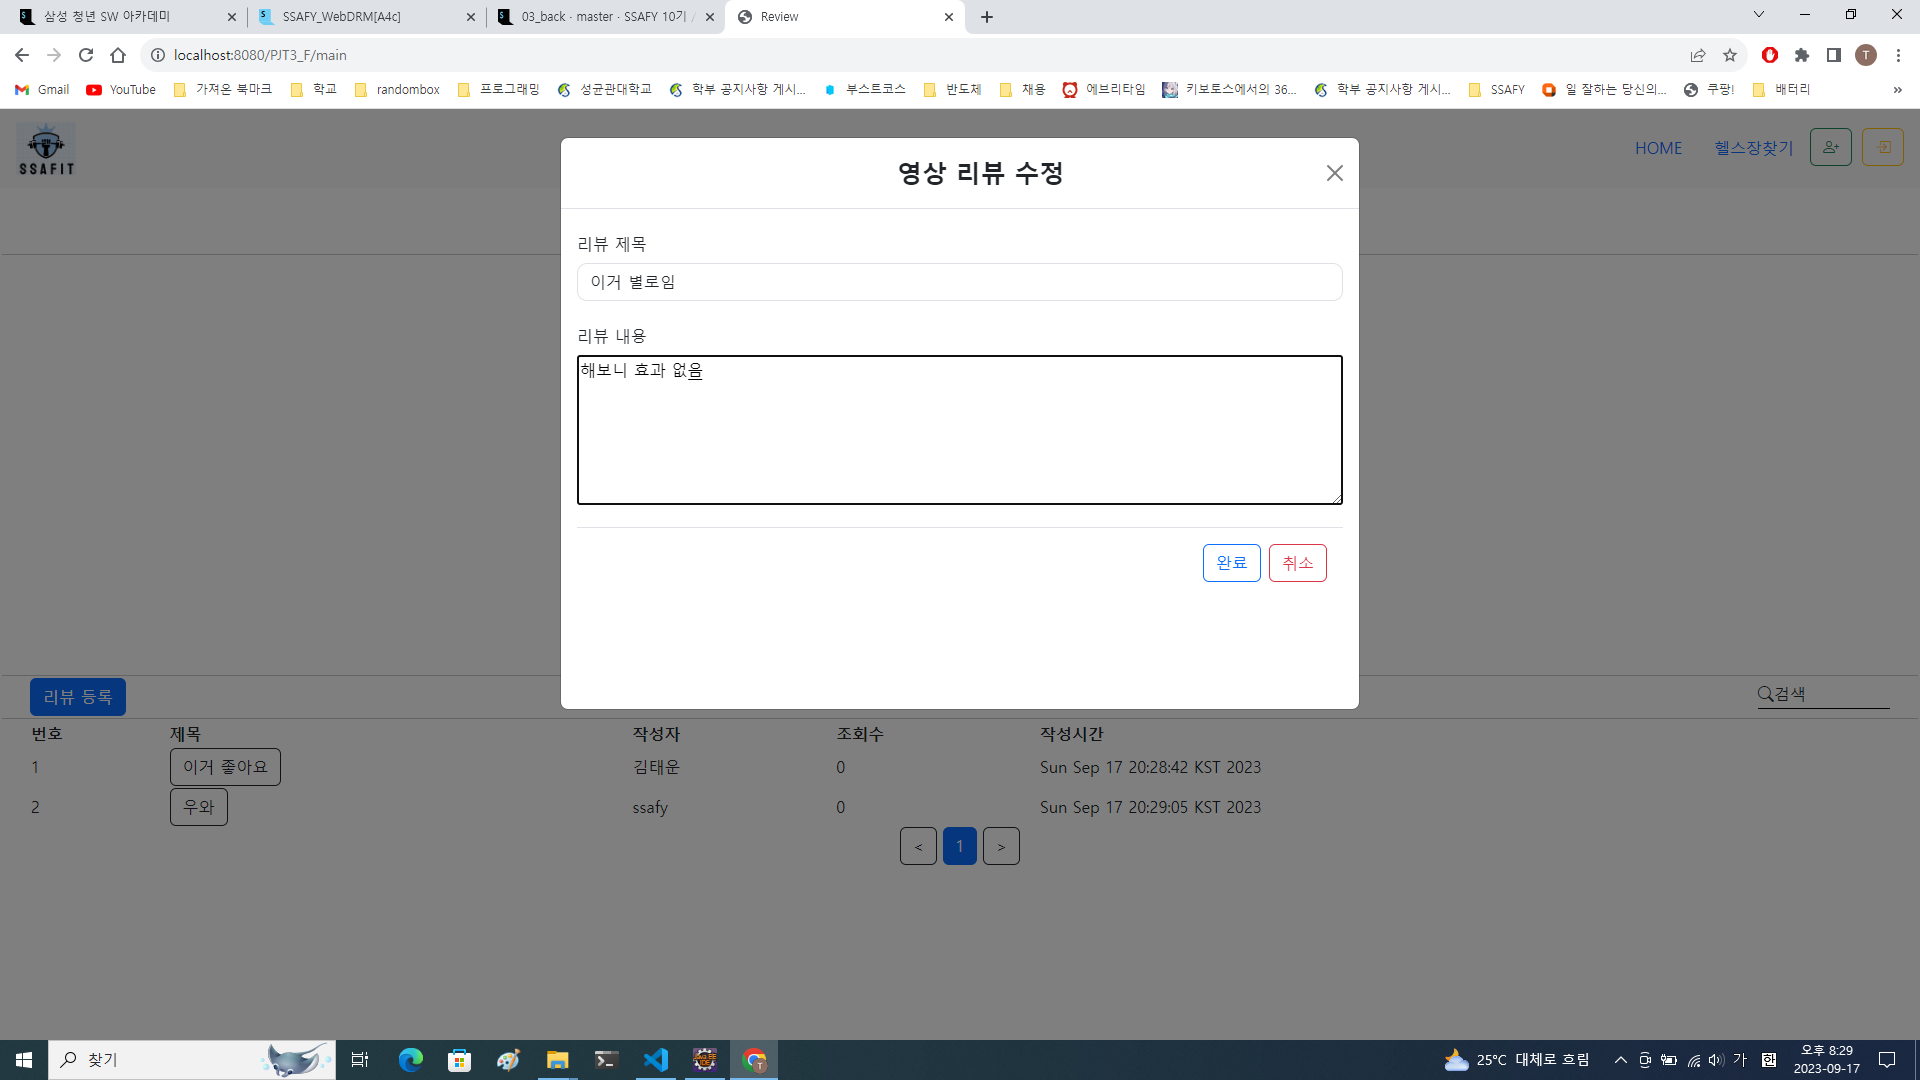 삼성 청년 SW 아카데미
SSAFY_WebDRM[A4c]
03_back · master · SSAFY 10기 /
Review
localhost:8080/PJT3_F/main
T
Gmail
YouTube
가져온 북마크
학교
randombox
프로그래밍
성균관대학교
학부 공지사항 게시...
부스트코스
반도체
채용
에브리타임
키보토스에서의 36...
학부 공지사항 게시...
SSAFY
일 잘하는 당신의...
쿠팡!
배터리
»
SSAFIT
HOME
헬스장찾기
영상 리뷰 수정
리뷰 제목
이거 별로임
리뷰 내용
해보니 효과 없음
완료
취소
리뷰 등록
검색
번호 제목 작성자 조회수 작성시간
1 이거 좋아요 김태운 0 Sun Sep 17 20:28:42 KST 2023
2 우와 ssafy 0 Sun Sep 17 20:29:05 KST 2023
< 1 >
찾기
T
25°C 대체로 흐림
가
한
오후 8:29
2023-09-17